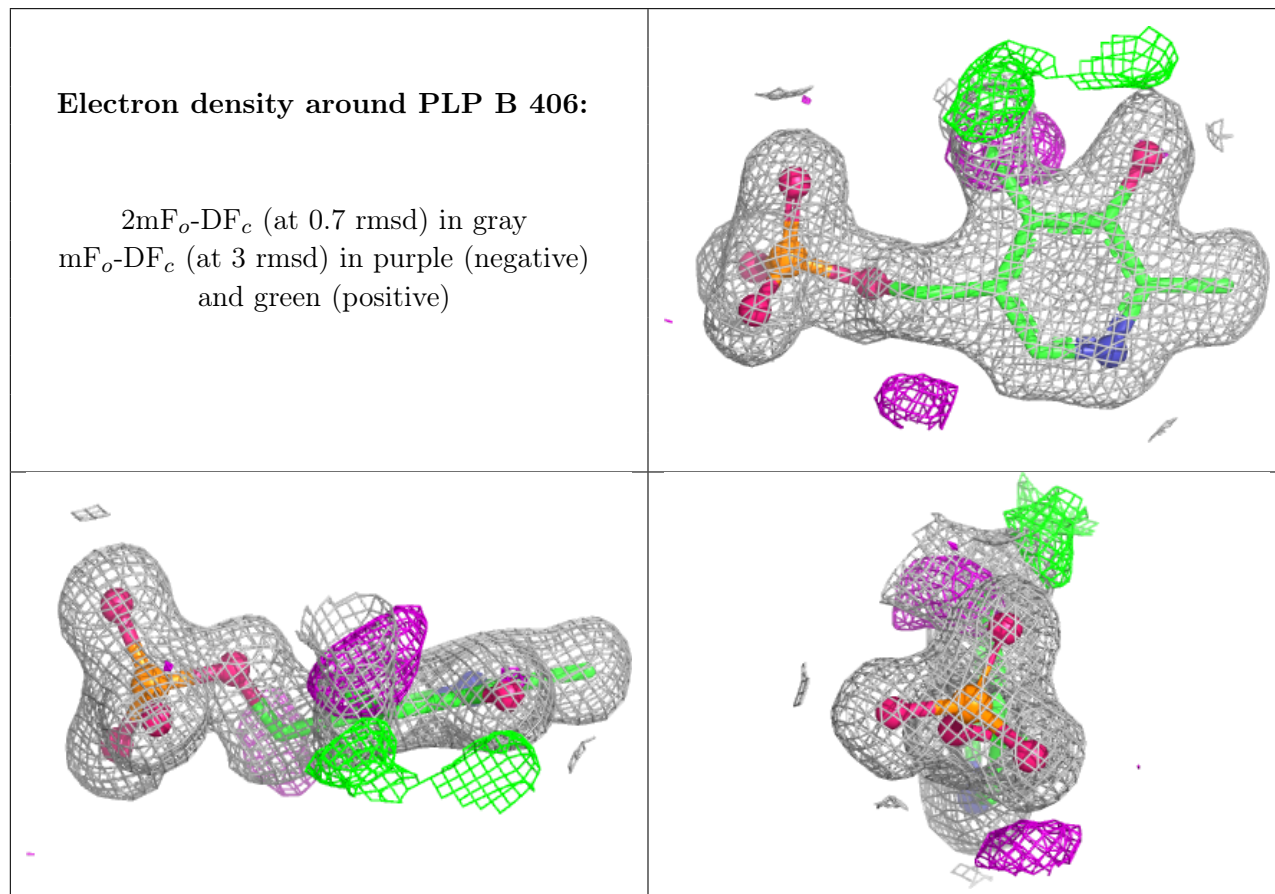 Electron density around PLP B 406:
2mFo-DFc (at 0.7 rmsd) in gray
mFo-DFc (at 3 rmsd) in purple (negative)
and green (positive)